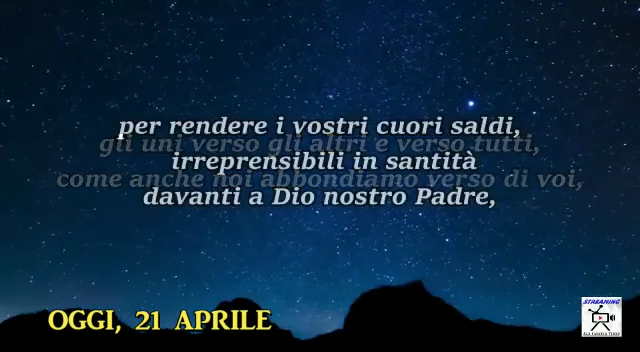 per rendere i vostri cuori saldi,
gli uni verso gli altri e verso tutti,
irreprensibili in santità
come anche noi abbondiamo verso di voi,
davanti a Dio nostro Padre,
OGGI, 21 APRILE
STREAMING